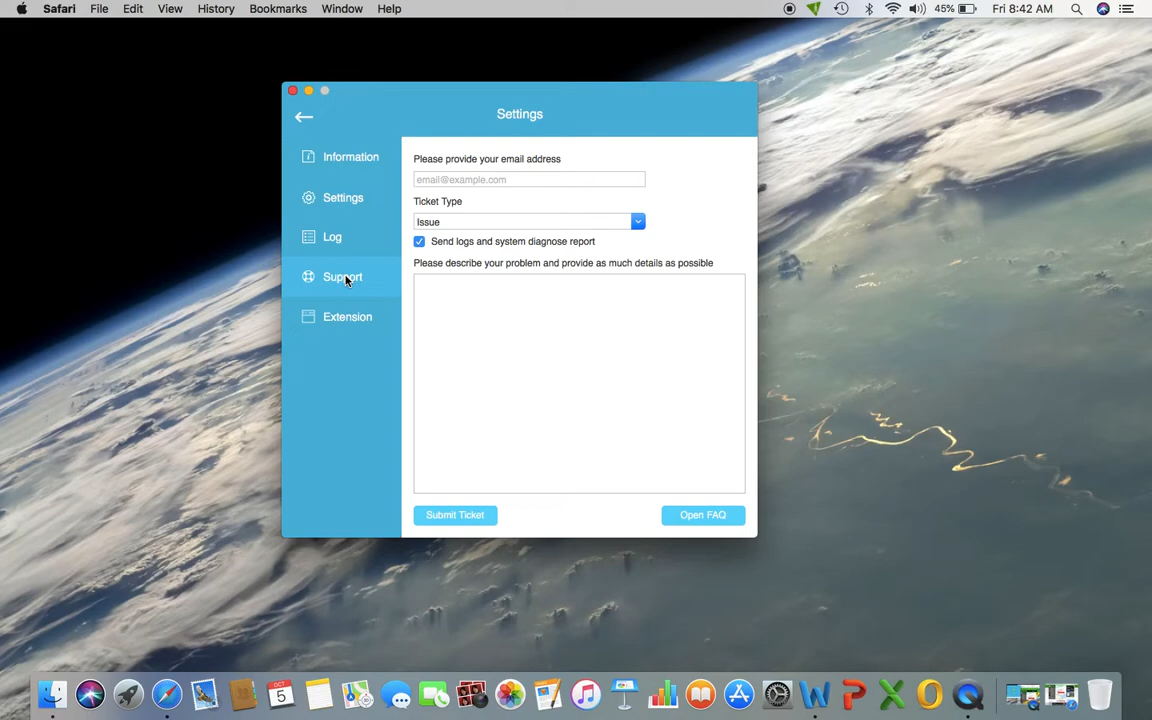 Safari File Edit View History Bookmarks Window Help 45% Fri 8:42 AM
Settings
Information
Settings
Log
Support
Extension
Please provide your email address
email@example.com
Ticket Type
Issue
Send logs and system diagnose report
Please describe your problem and provide as much details as possible
Submit Ticket
Open FAQ
OCT
5